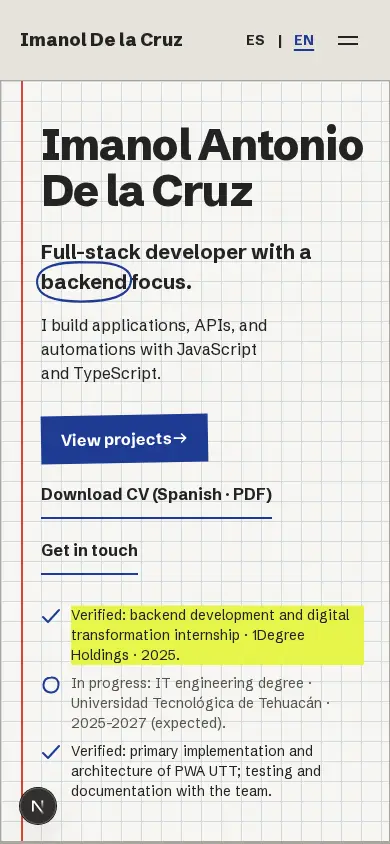 Imanol De la Cruz
ES | EN
Imanol Antonio
De la Cruz
Full-stack developer with a
backend focus.
I build applications, APIs, and
automations with JavaScript
and TypeScript.
View projects→
Download CV (Spanish · PDF)
Get in touch
Verified: backend development and digital
transformation internship · 1Degree
Holdings · 2025.
In progress: IT engineering degree ·
Universidad Tecnológica de Tehuacán ·
2025–2027 (expected).
Verified: primary implementation and
architecture of PWA UTT; testing and
documentation with the team.
N